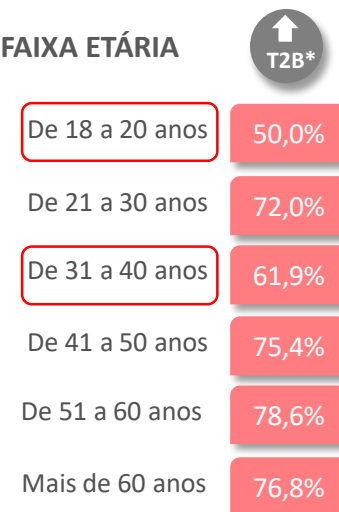 FAIXA ETÁRIA T2B*
De 18 a 20 anos 50,0%
De 21 a 30 anos 72,0%
De 31 a 40 anos 61,9%
De 41 a 50 anos 75,4%
De 51 a 60 anos 78,6%
Mais de 60 anos 76,8%